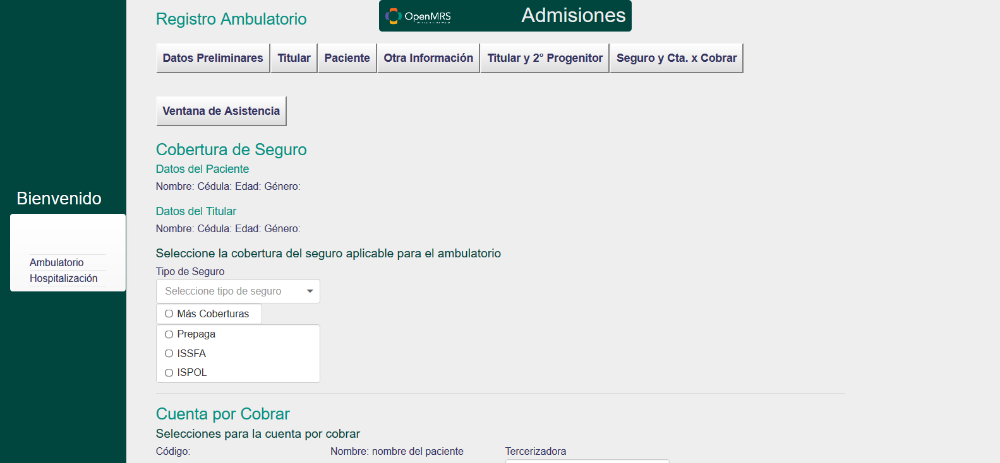 Registro Ambulatorio
OpenMRS
Admisiones
Datos Preliminares
Titular
Paciente
Otra Información
Titular y 2° Progenitor
Seguro y Cta. x Cobrar
Ventana de Asistencia
Bienvenido
Ambulatorio
Hospitalización
Cobertura de Seguro
Datos del Paciente
Nombre: Cédula: Edad: Género:
Datos del Titular
Nombre: Cédula: Edad: Género:
Seleccione la cobertura del seguro aplicable para el ambulatorio
Tipo de Seguro
Seleccione tipo de seguro
Más Coberturas
Prepaga
ISSFA
ISPOL
Cuenta por Cobrar
Selecciones para la cuenta por cobrar
Código:
Nombre: nombre del paciente
Tercerizadora